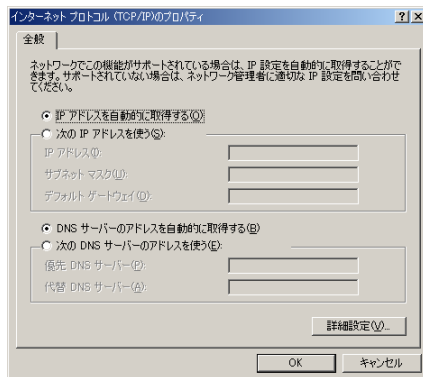 インターネット プロトコル (TCP/IP)のプロパティ
全般
ネットワークでこの機能がサポートされている場合は、IP 設定を自動的に取得することがで
きます。サポートされていない場合は、ネットワーク管理者に適切な IP 設定を問い合わせ
てください。
IP アドレスを自動的に取得する(O)
次の IP アドレスを使う(S):
IP アドレス(I):
サブネット マスク(U):
デフォルト ゲートウェイ(D):
DNS サーバーのアドレスを自動的に取得する(B)
次の DNS サーバーのアドレスを使う(E):
優先 DNS サーバー(P):
代替 DNS サーバー(A):
詳細設定(V)...
OK
キャンセル